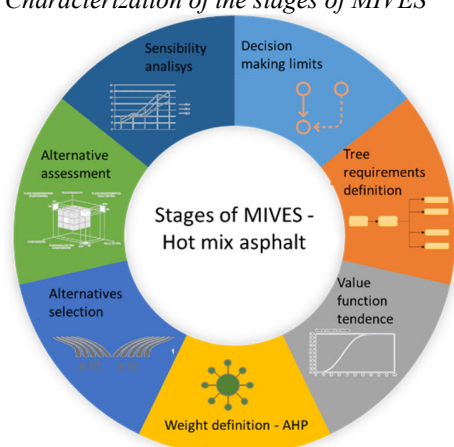 Characterization of the stages of MIVES
Sensibility
analisys
Decision
making limits
Tree
requirements
definition
Value
function
tendence
Weight definition - AHP
Alternatives
selection
Alternative
assessment
Stages of MIVES -
Hot mix asphalt